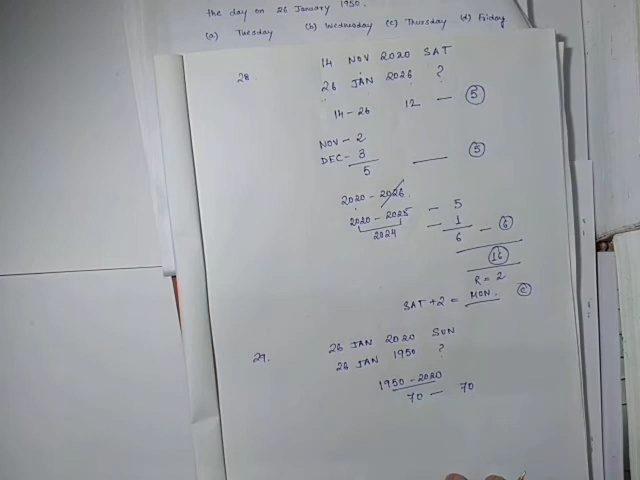 the day on 26 January 1950.
(a) Tuesday (b) Wednesday (c) Thursday (d) Friday
28. 14 NOV 2020 SAT
26 JAN 2026 ?
14 - 26 12 — 5
NOV - 2
DEC - 3 — 5
5
2020 - 2026
2020 - 2025 - 5
2024 - 1
6 - 6
16
R = 2
SAT + 2 = MON. C
29. 26 JAN 2020 SUN
26 JAN 1950 ?
1950 - 2020
70 — 70